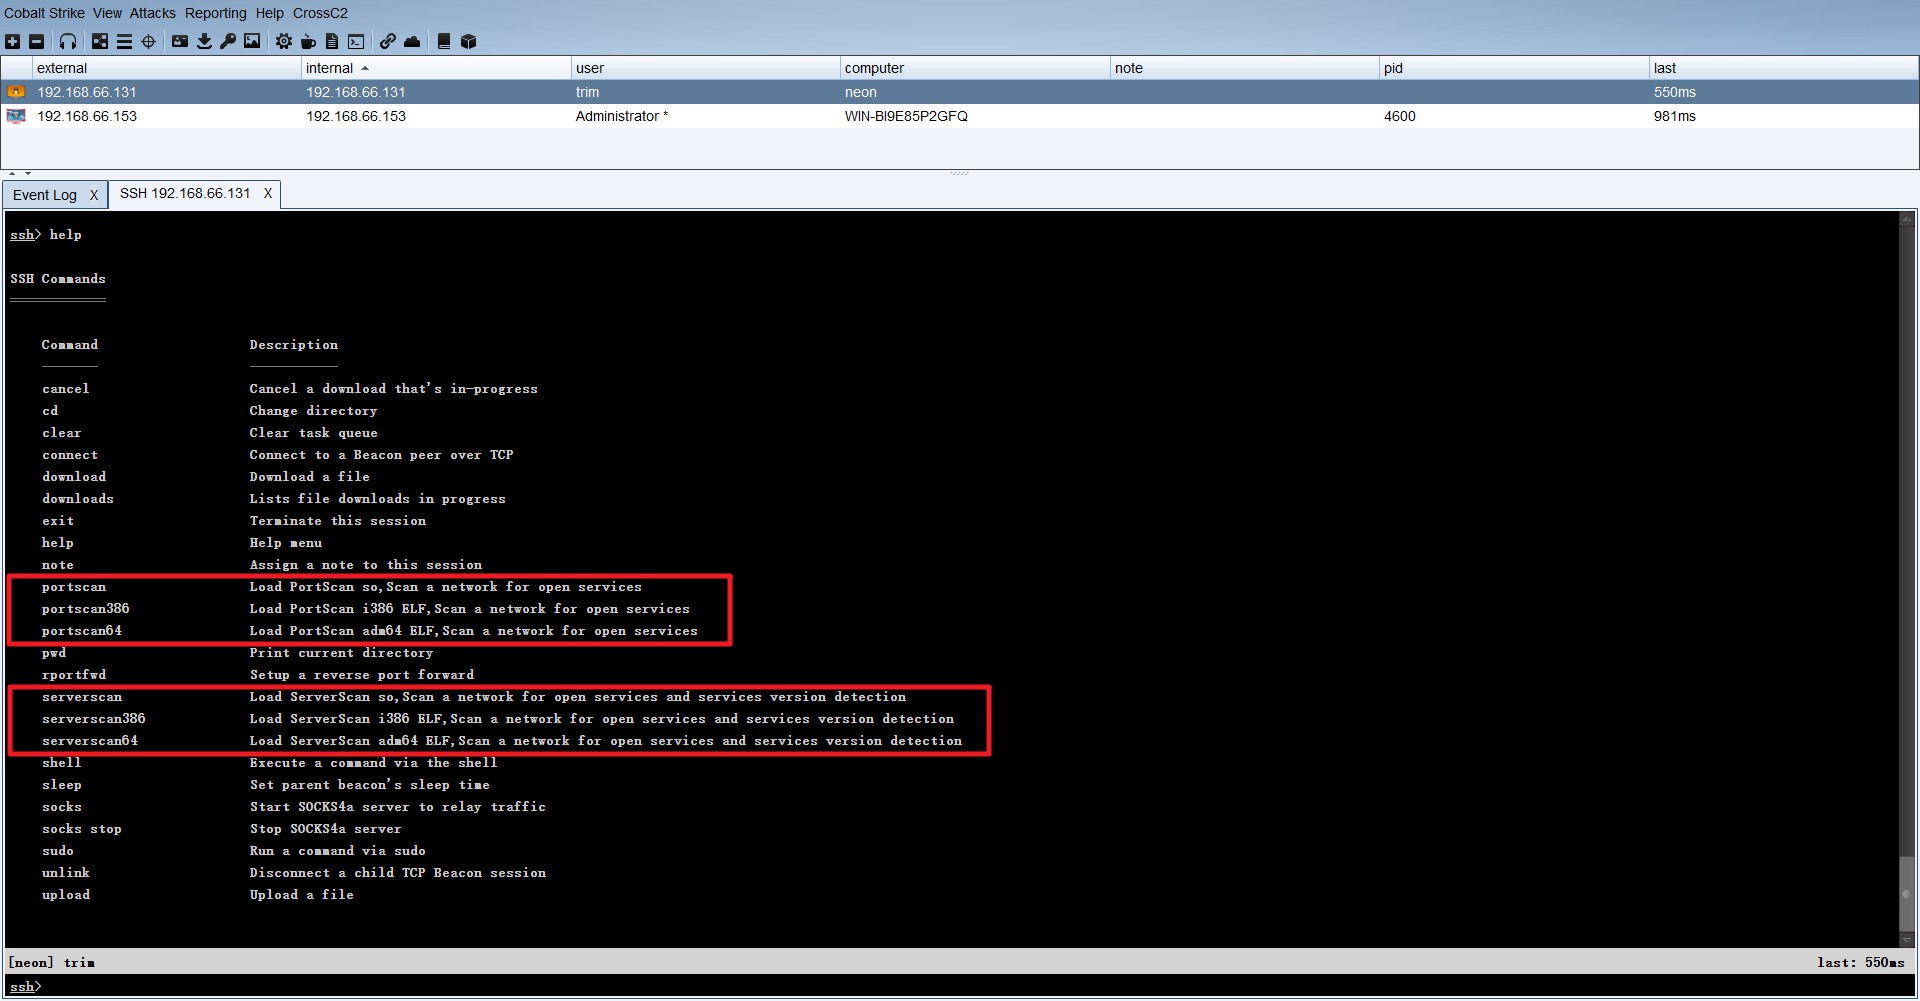 Cobalt Strike View Attacks Reporting Help CrossC2
external internal user computer note pid last
192.168.66.131 192.168.66.131 trim neon 550ms
192.168.66.153 192.168.66.153 Administrator * WIN-BI9E85P2GFQ 4600 981ms
Event Log X SSH 192.168.66.131 X
ssh> help
SSH Commands
Command Description
cancel Cancel a download that's in-progress
cd Change directory
clear Clear task queue
connect Connect to a Beacon peer over TCP
download Download a file
downloads Lists file downloads in progress
exit Terminate this session
help Help menu
note Assign a note to this session
portscan Load PortScan so,Scan a network for open services
portscan386 Load PortScan i386 ELF,Scan a network for open services
portscan64 Load PortScan adm64 ELF,Scan a network for open services
pwd Print current directory
rportfwd Setup a reverse port forward
serverscan Load ServerScan so,Scan a network for open services and services version detection
serverscan386 Load ServerScan i386 ELF,Scan a network for open services and services version detection
serverscan64 Load ServerScan adm64 ELF,Scan a network for open services and services version detection
shell Execute a command via the shell
sleep Set parent beacon's sleep time
socks Start SOCKS4a server to relay traffic
socks stop Stop SOCKS4a server
sudo Run a command via sudo
unlink Disconnect a child TCP Beacon session
upload Upload a file
[neon] trim last: 550ms
ssh>